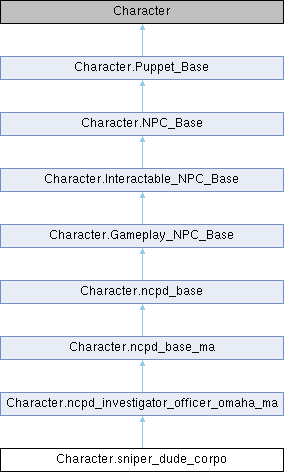 Character
Character.Puppet_Base
Character.NPC_Base
Character.Interactable_NPC_Base
Character.Gameplay_NPC_Base
Character.ncpd_base
Character.ncpd_base_ma
Character.ncpd_investigator_officer_omaha_ma
Character.sniper_dude_corpo